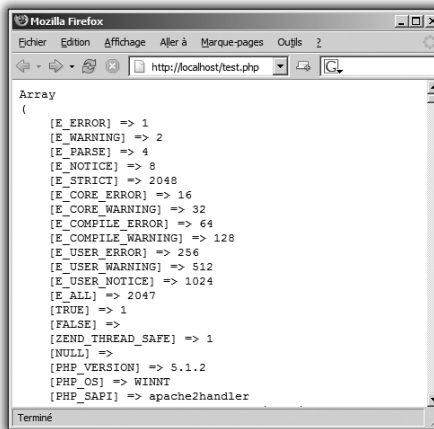 Mozilla Firefox
Fichier Edition Affichage Aller à Marque-pages Outils ?
http://localhost/test.php G
Array
(
[E_ERROR] => 1
[E_WARNING] => 2
[E_PARSE] => 4
[E_NOTICE] => 8
[E_STRICT] => 2048
[E_CORE_ERROR] => 16
[E_CORE_WARNING] => 32
[E_COMPILE_ERROR] => 64
[E_COMPILE_WARNING] => 128
[E_USER_ERROR] => 256
[E_USER_WARNING] => 512
[E_USER_NOTICE] => 1024
[E_ALL] => 2047
[TRUE] => 1
[FALSE] =>
[ZEND_THREAD_SAFE] => 1
[NULL] =>
[PHP_VERSION] => 5.1.2
[PHP_OS] => WINNT
[PHP_SAPI] => apache2handler
Terminé